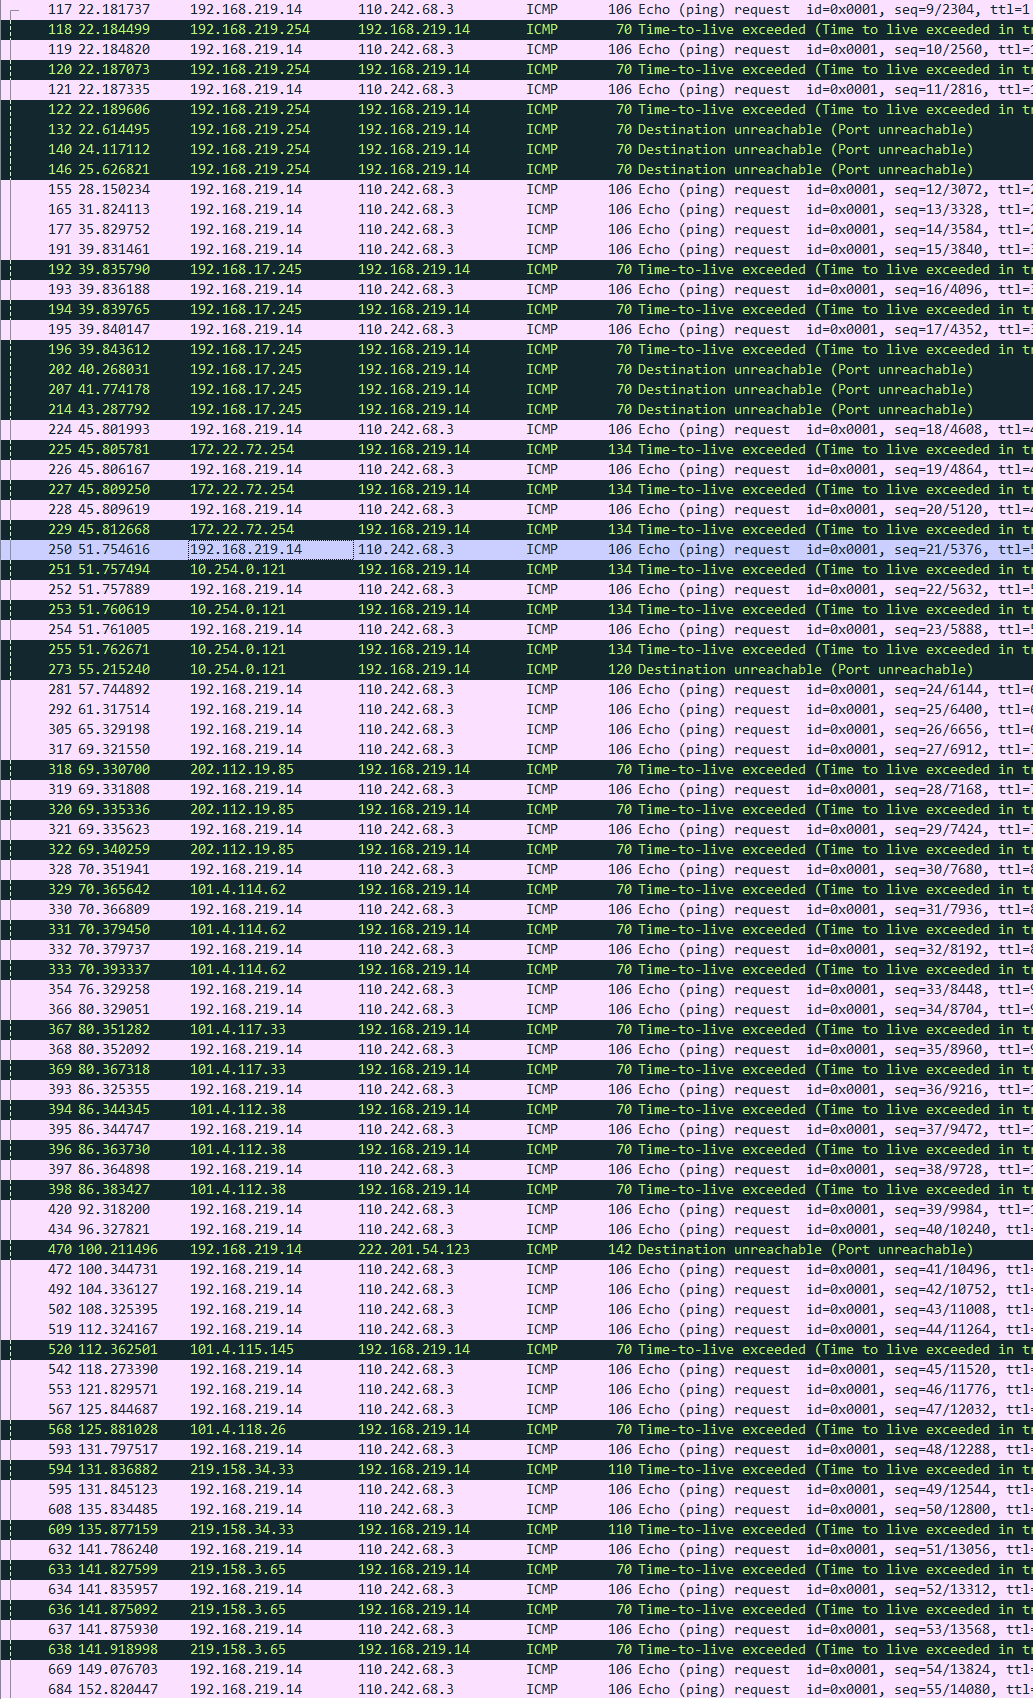 117 22.181737 192.168.219.14 110.242.68.3 ICMP 106 Echo (ping) request id=0x0001, seq=9/2304, ttl=1
118 22.184499 192.168.219.254 192.168.219.14 ICMP 70 Time-to-live exceeded (Time to live exceeded in tr
119 22.184820 192.168.219.14 110.242.68.3 ICMP 106 Echo (ping) request id=0x0001, seq=10/2560, ttl=1
120 22.187073 192.168.219.254 192.168.219.14 ICMP 70 Time-to-live exceeded (Time to live exceeded in tr
121 22.187335 192.168.219.14 110.242.68.3 ICMP 106 Echo (ping) request id=0x0001, seq=11/2816, ttl=1
122 22.189606 192.168.219.254 192.168.219.14 ICMP 70 Time-to-live exceeded (Time to live exceeded in tr
132 22.614495 192.168.219.254 192.168.219.14 ICMP 70 Destination unreachable (Port unreachable)
140 24.117112 192.168.219.254 192.168.219.14 ICMP 70 Destination unreachable (Port unreachable)
146 25.626821 192.168.219.254 192.168.219.14 ICMP 70 Destination unreachable (Port unreachable)
155 28.150234 192.168.219.14 110.242.68.3 ICMP 106 Echo (ping) request id=0x0001, seq=12/3072, ttl=2
165 31.824113 192.168.219.14 110.242.68.3 ICMP 106 Echo (ping) request id=0x0001, seq=13/3328, ttl=2
177 35.829752 192.168.219.14 110.242.68.3 ICMP 106 Echo (ping) request id=0x0001, seq=14/3584, ttl=2
191 39.831461 192.168.219.14 110.242.68.3 ICMP 106 Echo (ping) request id=0x0001, seq=15/3840, ttl=3
192 39.835790 192.168.17.245 192.168.219.14 ICMP 70 Time-to-live exceeded (Time to live exceeded in tr
193 39.836188 192.168.219.14 110.242.68.3 ICMP 106 Echo (ping) request id=0x0001, seq=16/4096, ttl=3
194 39.839765 192.168.17.245 192.168.219.14 ICMP 70 Time-to-live exceeded (Time to live exceeded in tr
195 39.840147 192.168.219.14 110.242.68.3 ICMP 106 Echo (ping) request id=0x0001, seq=17/4352, ttl=3
196 39.843612 192.168.17.245 192.168.219.14 ICMP 70 Time-to-live exceeded (Time to live exceeded in tr
202 40.268031 192.168.17.245 192.168.219.14 ICMP 70 Destination unreachable (Port unreachable)
207 41.774178 192.168.17.245 192.168.219.14 ICMP 70 Destination unreachable (Port unreachable)
214 43.287792 192.168.17.245 192.168.219.14 ICMP 70 Destination unreachable (Port unreachable)
224 45.801993 192.168.219.14 110.242.68.3 ICMP 106 Echo (ping) request id=0x0001, seq=18/4608, ttl=4
225 45.805781 172.22.72.254 192.168.219.14 ICMP 134 Time-to-live exceeded (Time to live exceeded in tr
226 45.806167 192.168.219.14 110.242.68.3 ICMP 106 Echo (ping) request id=0x0001, seq=19/4864, ttl=4
227 45.809250 172.22.72.254 192.168.219.14 ICMP 134 Time-to-live exceeded (Time to live exceeded in tr
228 45.809619 192.168.219.14 110.242.68.3 ICMP 106 Echo (ping) request id=0x0001, seq=20/5120, ttl=4
229 45.812668 172.22.72.254 192.168.219.14 ICMP 134 Time-to-live exceeded (Time to live exceeded in tr
250 51.754616 192.168.219.14 110.242.68.3 ICMP 106 Echo (ping) request id=0x0001, seq=21/5376, ttl=5
251 51.757494 10.254.0.121 192.168.219.14 ICMP 134 Time-to-live exceeded (Time to live exceeded in tr
252 51.757889 192.168.219.14 110.242.68.3 ICMP 106 Echo (ping) request id=0x0001, seq=22/5632, ttl=5
253 51.760619 10.254.0.121 192.168.219.14 ICMP 134 Time-to-live exceeded (Time to live exceeded in tr
254 51.761005 192.168.219.14 110.242.68.3 ICMP 106 Echo (ping) request id=0x0001, seq=23/5888, ttl=5
255 51.762671 10.254.0.121 192.168.219.14 ICMP 134 Time-to-live exceeded (Time to live exceeded in tr
273 55.215240 10.254.0.121 192.168.219.14 ICMP 120 Destination unreachable (Port unreachable)
281 57.744892 192.168.219.14 110.242.68.3 ICMP 106 Echo (ping) request id=0x0001, seq=24/6144, ttl=6
292 61.317514 192.168.219.14 110.242.68.3 ICMP 106 Echo (ping) request id=0x0001, seq=25/6400, ttl=6
305 65.329198 192.168.219.14 110.242.68.3 ICMP 106 Echo (ping) request id=0x0001, seq=26/6656, ttl=6
317 69.321550 192.168.219.14 110.242.68.3 ICMP 106 Echo (ping) request id=0x0001, seq=27/6912, ttl=7
318 69.330700 202.112.19.85 192.168.219.14 ICMP 70 Time-to-live exceeded (Time to live exceeded in tr
319 69.331808 192.168.219.14 110.242.68.3 ICMP 106 Echo (ping) request id=0x0001, seq=28/7168, ttl=7
320 69.335336 202.112.19.85 192.168.219.14 ICMP 70 Time-to-live exceeded (Time to live exceeded in tr
321 69.335623 192.168.219.14 110.242.68.3 ICMP 106 Echo (ping) request id=0x0001, seq=29/7424, ttl=7
322 69.340259 202.112.19.85 192.168.219.14 ICMP 70 Time-to-live exceeded (Time to live exceeded in tr
328 70.351941 192.168.219.14 110.242.68.3 ICMP 106 Echo (ping) request id=0x0001, seq=30/7680, ttl=8
329 70.365642 101.4.114.62 192.168.219.14 ICMP 70 Time-to-live exceeded (Time to live exceeded in tr
330 70.366809 192.168.219.14 110.242.68.3 ICMP 106 Echo (ping) request id=0x0001, seq=31/7936, ttl=8
331 70.379450 101.4.114.62 192.168.219.14 ICMP 70 Time-to-live exceeded (Time to live exceeded in tr
332 70.379737 192.168.219.14 110.242.68.3 ICMP 106 Echo (ping) request id=0x0001, seq=32/8192, ttl=8
333 70.393337 101.4.114.62 192.168.219.14 ICMP 70 Time-to-live exceeded (Time to live exceeded in tr
354 76.329258 192.168.219.14 110.242.68.3 ICMP 106 Echo (ping) request id=0x0001, seq=33/8448, ttl=9
366 80.329051 192.168.219.14 110.242.68.3 ICMP 106 Echo (ping) request id=0x0001, seq=34/8704, ttl=9
367 80.351282 101.4.117.33 192.168.219.14 ICMP 70 Time-to-live exceeded (Time to live exceeded in tr
368 80.352092 192.168.219.14 110.242.68.3 ICMP 106 Echo (ping) request id=0x0001, seq=35/8960, ttl=9
369 80.367318 101.4.117.33 192.168.219.14 ICMP 70 Time-to-live exceeded (Time to live exceeded in tr
393 86.325355 192.168.219.14 110.242.68.3 ICMP 106 Echo (ping) request id=0x0001, seq=36/9216, ttl=1
394 86.344345 101.4.112.38 192.168.219.14 ICMP 70 Time-to-live exceeded (Time to live exceeded in tr
395 86.344747 192.168.219.14 110.242.68.3 ICMP 106 Echo (ping) request id=0x0001, seq=37/9472, ttl=1
396 86.363730 101.4.112.38 192.168.219.14 ICMP 70 Time-to-live exceeded (Time to live exceeded in tr
397 86.364898 192.168.219.14 110.242.68.3 ICMP 106 Echo (ping) request id=0x0001, seq=38/9728, ttl=1
398 86.383427 101.4.112.38 192.168.219.14 ICMP 70 Time-to-live exceeded (Time to live exceeded in tr
420 92.318200 192.168.219.14 110.242.68.3 ICMP 106 Echo (ping) request id=0x0001, seq=39/9984, ttl=1
434 96.327821 192.168.219.14 110.242.68.3 ICMP 106 Echo (ping) request id=0x0001, seq=40/10240, ttl=
470 100.211496 192.168.219.14 222.201.54.123 ICMP 142 Destination unreachable (Port unreachable)
472 100.344731 192.168.219.14 110.242.68.3 ICMP 106 Echo (ping) request id=0x0001, seq=41/10496, ttl=
492 104.336127 192.168.219.14 110.242.68.3 ICMP 106 Echo (ping) request id=0x0001, seq=42/10752, ttl=
502 108.325395 192.168.219.14 110.242.68.3 ICMP 106 Echo (ping) request id=0x0001, seq=43/11008, ttl=
519 112.324167 192.168.219.14 110.242.68.3 ICMP 106 Echo (ping) request id=0x0001, seq=44/11264, ttl=
520 112.362501 101.4.115.145 192.168.219.14 ICMP 70 Time-to-live exceeded (Time to live exceeded in tr
542 118.273390 192.168.219.14 110.242.68.3 ICMP 106 Echo (ping) request id=0x0001, seq=45/11520, ttl=
553 121.829571 192.168.219.14 110.242.68.3 ICMP 106 Echo (ping) request id=0x0001, seq=46/11776, ttl=
567 125.844687 192.168.219.14 110.242.68.3 ICMP 106 Echo (ping) request id=0x0001, seq=47/12032, ttl=
568 125.881028 101.4.118.26 192.168.219.14 ICMP 70 Time-to-live exceeded (Time to live exceeded in tr
593 131.797517 192.168.219.14 110.242.68.3 ICMP 106 Echo (ping) request id=0x0001, seq=48/12288, ttl=
594 131.836882 219.158.34.33 192.168.219.14 ICMP 110 Time-to-live exceeded (Time to live exceeded in tr
595 131.845123 192.168.219.14 110.242.68.3 ICMP 106 Echo (ping) request id=0x0001, seq=49/12544, ttl=
608 135.834485 192.168.219.14 110.242.68.3 ICMP 106 Echo (ping) request id=0x0001, seq=50/12800, ttl=
609 135.877159 219.158.34.33 192.168.219.14 ICMP 110 Time-to-live exceeded (Time to live exceeded in tr
632 141.786240 192.168.219.14 110.242.68.3 ICMP 106 Echo (ping) request id=0x0001, seq=51/13056, ttl=
633 141.827599 219.158.3.65 192.168.219.14 ICMP 70 Time-to-live exceeded (Time to live exceeded in tr
634 141.835957 192.168.219.14 110.242.68.3 ICMP 106 Echo (ping) request id=0x0001, seq=52/13312, ttl=
636 141.875092 219.158.3.65 192.168.219.14 ICMP 70 Time-to-live exceeded (Time to live exceeded in tr
637 141.875930 192.168.219.14 110.242.68.3 ICMP 106 Echo (ping) request id=0x0001, seq=53/13568, ttl=
638 141.918998 219.158.3.65 192.168.219.14 ICMP 70 Time-to-live exceeded (Time to live exceeded in tr
669 149.076703 192.168.219.14 110.242.68.3 ICMP 106 Echo (ping) request id=0x0001, seq=54/13824, ttl=
684 152.820447 192.168.219.14 110.242.68.3 ICMP 106 Echo (ping) request id=0x0001, seq=55/14080, ttl=